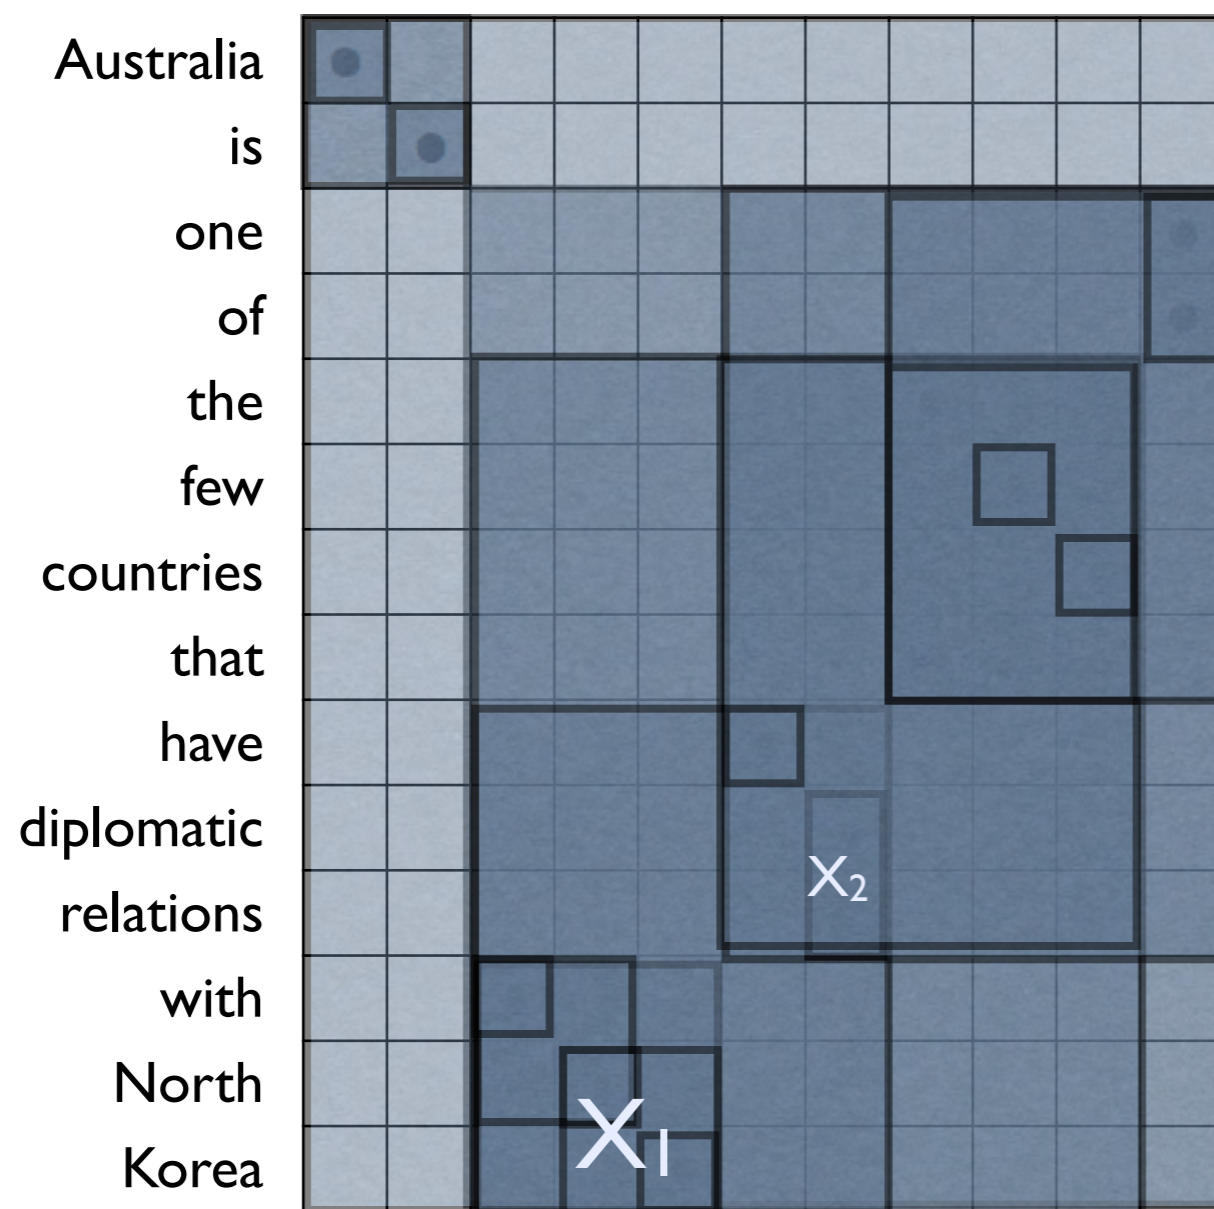 Australia
is
one
of
the
few
countries
that
have
diplomatic
X₂
relations
with
North
X₁
Korea